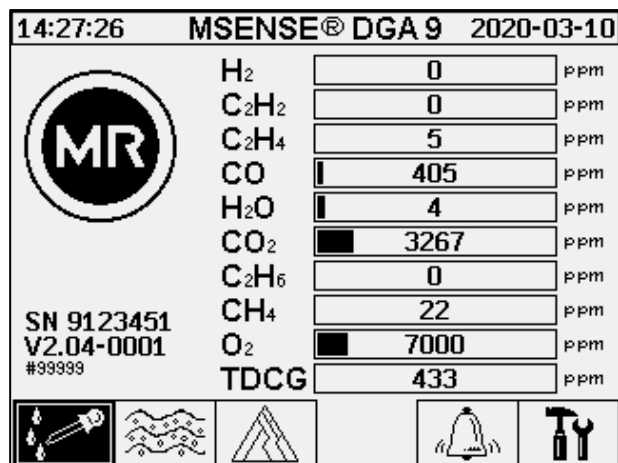 14:27:26 MSENSE® DGA 9 2020-03-10
MR
H₂ 0 ppm
C₂H₂ 0 ppm
C₂H₄ 5 ppm
CO 405 ppm
H₂O 4 ppm
CO₂ 3267 ppm
C₂H₆ 0 ppm
CH₄ 22 ppm
O₂ 7000 ppm
TDCG 433 ppm
SN 9123451
V2.04-0001
#99999